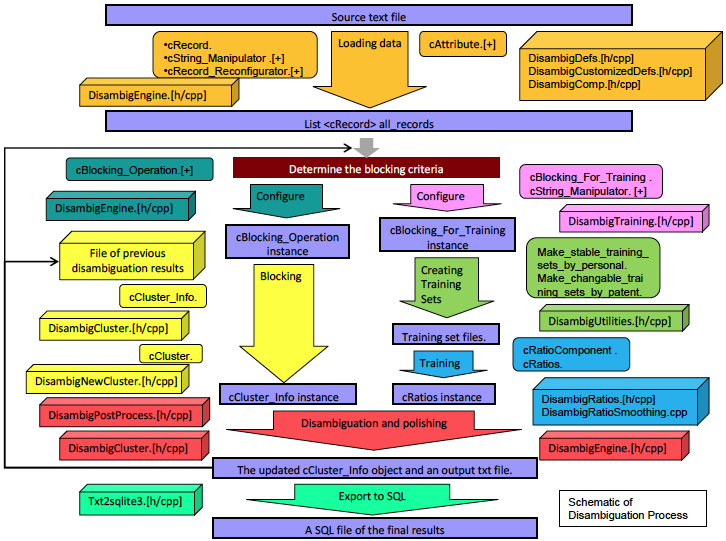 Source text file
•cRecord.
•cString_Manipulator .[+]
•cRecord_Reconfigurator.[+]
Loading data
cAttribute.[+]
DisambigDefs.[h/cpp]
DisambigCustomizedDefs.[h/cpp]
DisambigComp.[h/cpp]
DisambigEngine.[h/cpp]
List <cRecord> all_records
Determine the blocking criteria
cBlocking_Operation.[+]
Configure
Configure
cBlocking_For_Training .
cString_Manipulator. [+]
DisambigEngine.[h/cpp]
DisambigTraining.[h/cpp]
cBlocking_Operation
instance
cBlocking_For_Training
instance
File of previous
disambiguation results
Blocking
Creating
Training
Sets
Make_stable_training_
sets_by_personal.
Make_changable_trai
ning_sets_by_patent.
cCluster_Info.
DisambigCluster.[h/cpp]
DisambigUtilities.[h/cpp]
Training set files.
cCluster.
Training
cRatioComponent .
cRatios.
DisambigNewCluster.[h/cpp]
cCluster_Info instance
cRatios instance
DisambigRatios.[h/cpp]
DisambigRatioSmoothing.cpp
DisambigPostProcess.[h/cpp]
Disambiguation and polishing
DisambigCluster.[h/cpp]
DisambigEngine.[h/cpp]
The updated cCluster_Info object and an output txt file.
Txt2sqlite3.[h/cpp]
Export to SQL
Schematic of
Disambiguation Process
A SQL file of the final results